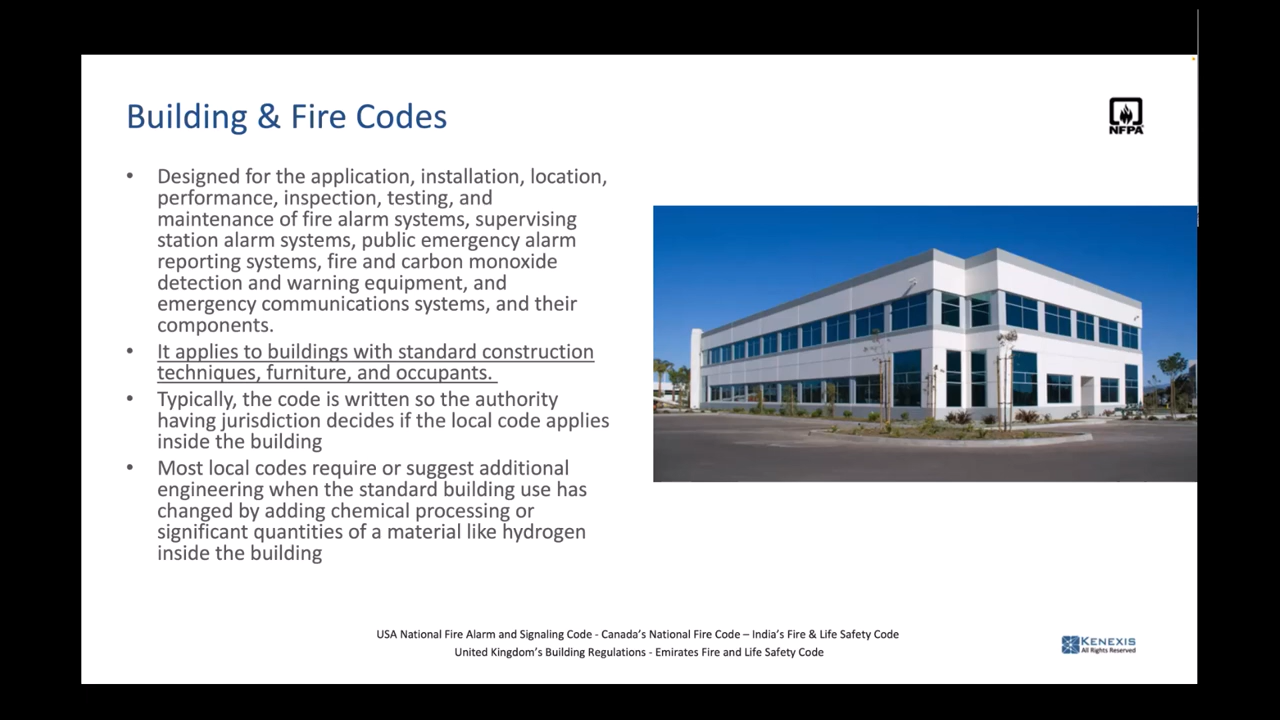 Building & Fire Codes
NFPA
• Designed for the application, installation, location,
performance, inspection, testing, and
maintenance of fire alarm systems, supervising
station alarm systems, public emergency alarm
reporting systems, fire and carbon monoxide
detection and warning equipment, and
emergency communications systems, and their
components.
• It applies to buildings with standard construction
techniques, furniture, and occupants.
• Typically, the code is written so the authority
having jurisdiction decides if the local code applies
inside the building
• Most local codes require or suggest additional
engineering when the standard building use has
changed by adding chemical processing or
significant quantities of a material like hydrogen
inside the building
USA National Fire Alarm and Signaling Code - Canada’s National Fire Code – India’s Fire & Life Safety Code
United Kingdom’s Building Regulations - Emirates Fire and Life Safety Code
KENEXIS
All Rights Reserved